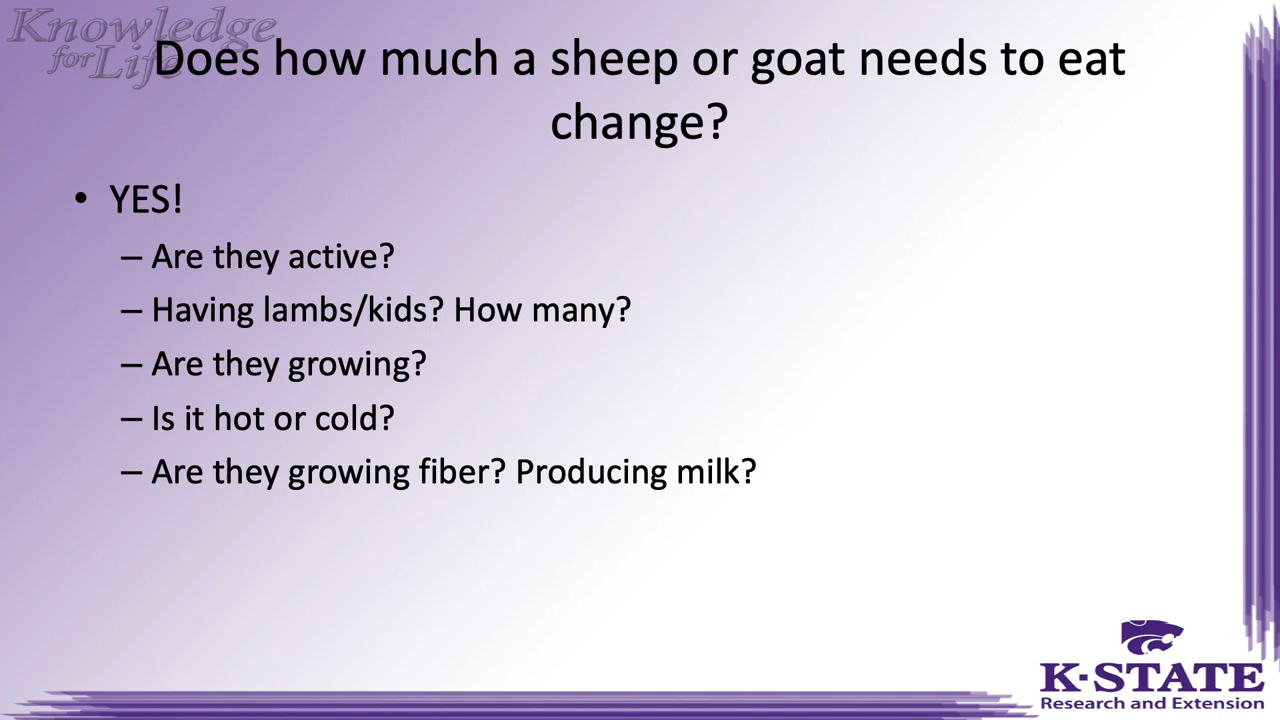 Knowledge
for Life
Does how much a sheep or goat needs to eat
change?
• YES!
– Are they active?
– Having lambs/kids? How many?
– Are they growing?
– Is it hot or cold?
– Are they growing fiber? Producing milk?
K-STATE
Research and Extension